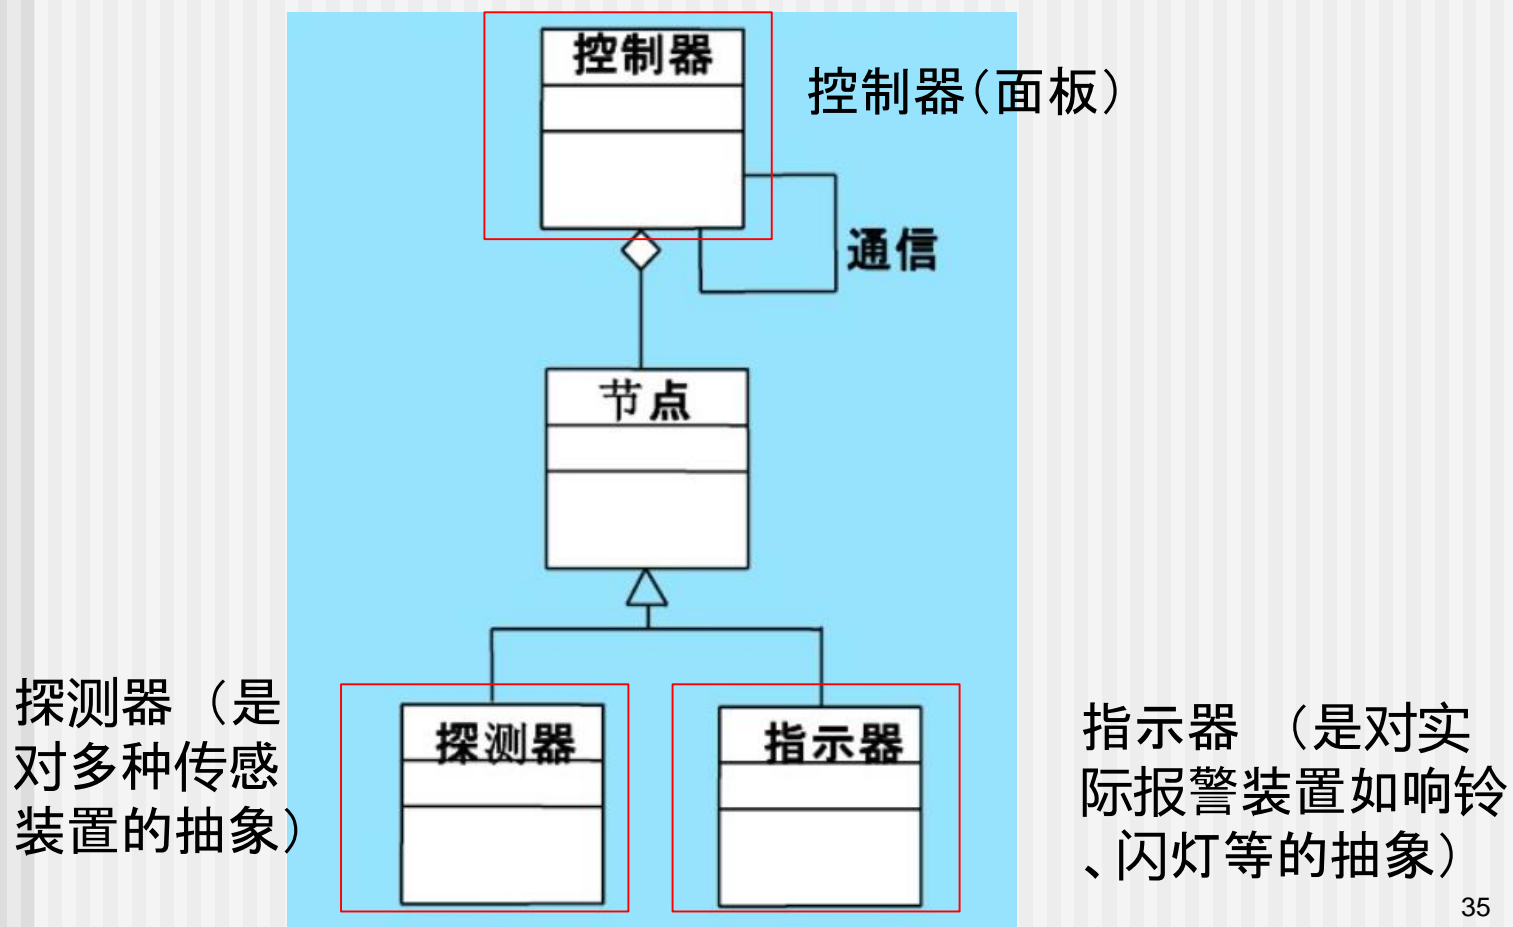 控制器
控制器（面板）
通信
节点
探测器 （是
对多种传感
装置的抽象）
探测器
指示器
指示器 （是对实
际报警装置如响铃
、闪灯等的抽象）
35